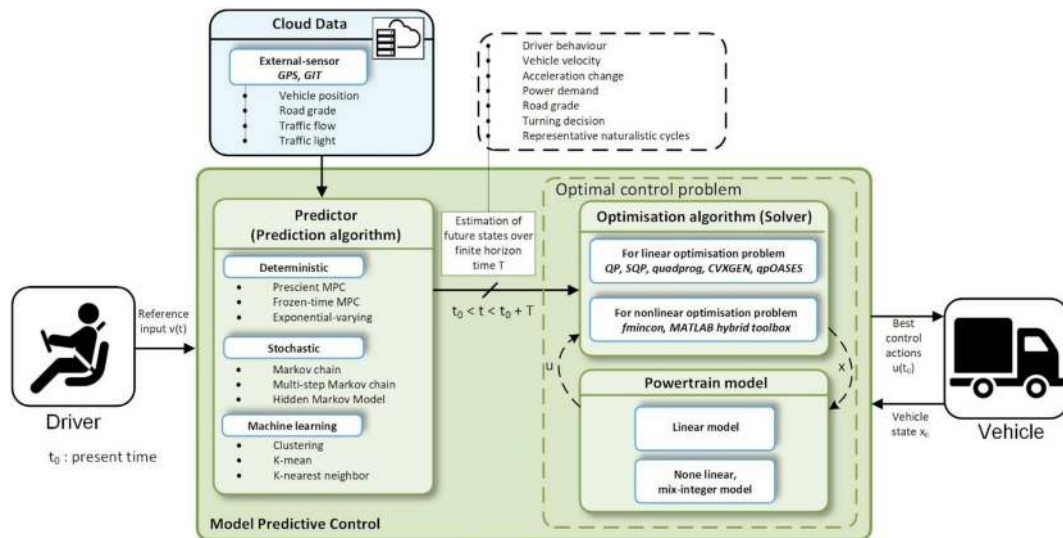 Cloud Data
External-sensor
GPS, GIT
Vehicle position
Road grade
Traffic flow
Traffic light
Driver behaviour
Vehicle velocity
Acceleration change
Power demand
Road grade
Turning decision
Representative naturalistic cycles
Predictor
(Prediction algorithm)
Deterministic
Prescient MPC
Frozen-time MPC
Exponential-varying
Stochastic
Markov chain
Multi-step Markov chain
Hidden Markov Model
Machine learning
Clustering
K-mean
K-nearest neighbor
Model Predictive Control
Estimation of
future states over
finite horizon
time T
t₀ < t < t₀ + T
Optimal control problem
Optimisation algorithm (Solver)
For linear optimisation problem
QP, SQP, quadprog, CVXGEN, qpOASES
For nonlinear optimisation problem
fmincon, MATLAB hybrid toolbox
u
x
Powertrain model
Linear model
None linear,
mix-integer model
Reference
input v(t)
Driver
t₀ : present time
Best
control
actions
u(t₀)
Vehicle
state x₀
Vehicle